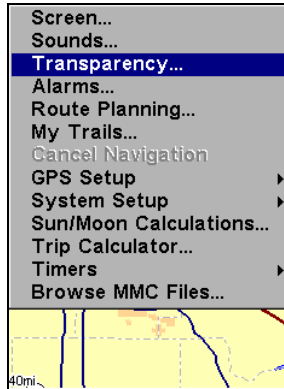 Screen...
Sounds...
Transparency...
Alarms...
Route Planning...
My Trails...
Cancel Navigation
GPS Setup
System Setup
Sun/Moon Calculations...
Trip Calculator...
Timers
Browse MMC Files...
40mi